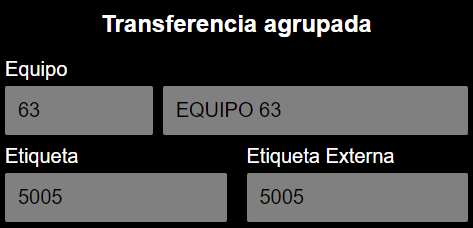 Transferencia agrupada
Equipo
63 EQUIPO 63
Etiqueta Etiqueta Externa
5005 5005